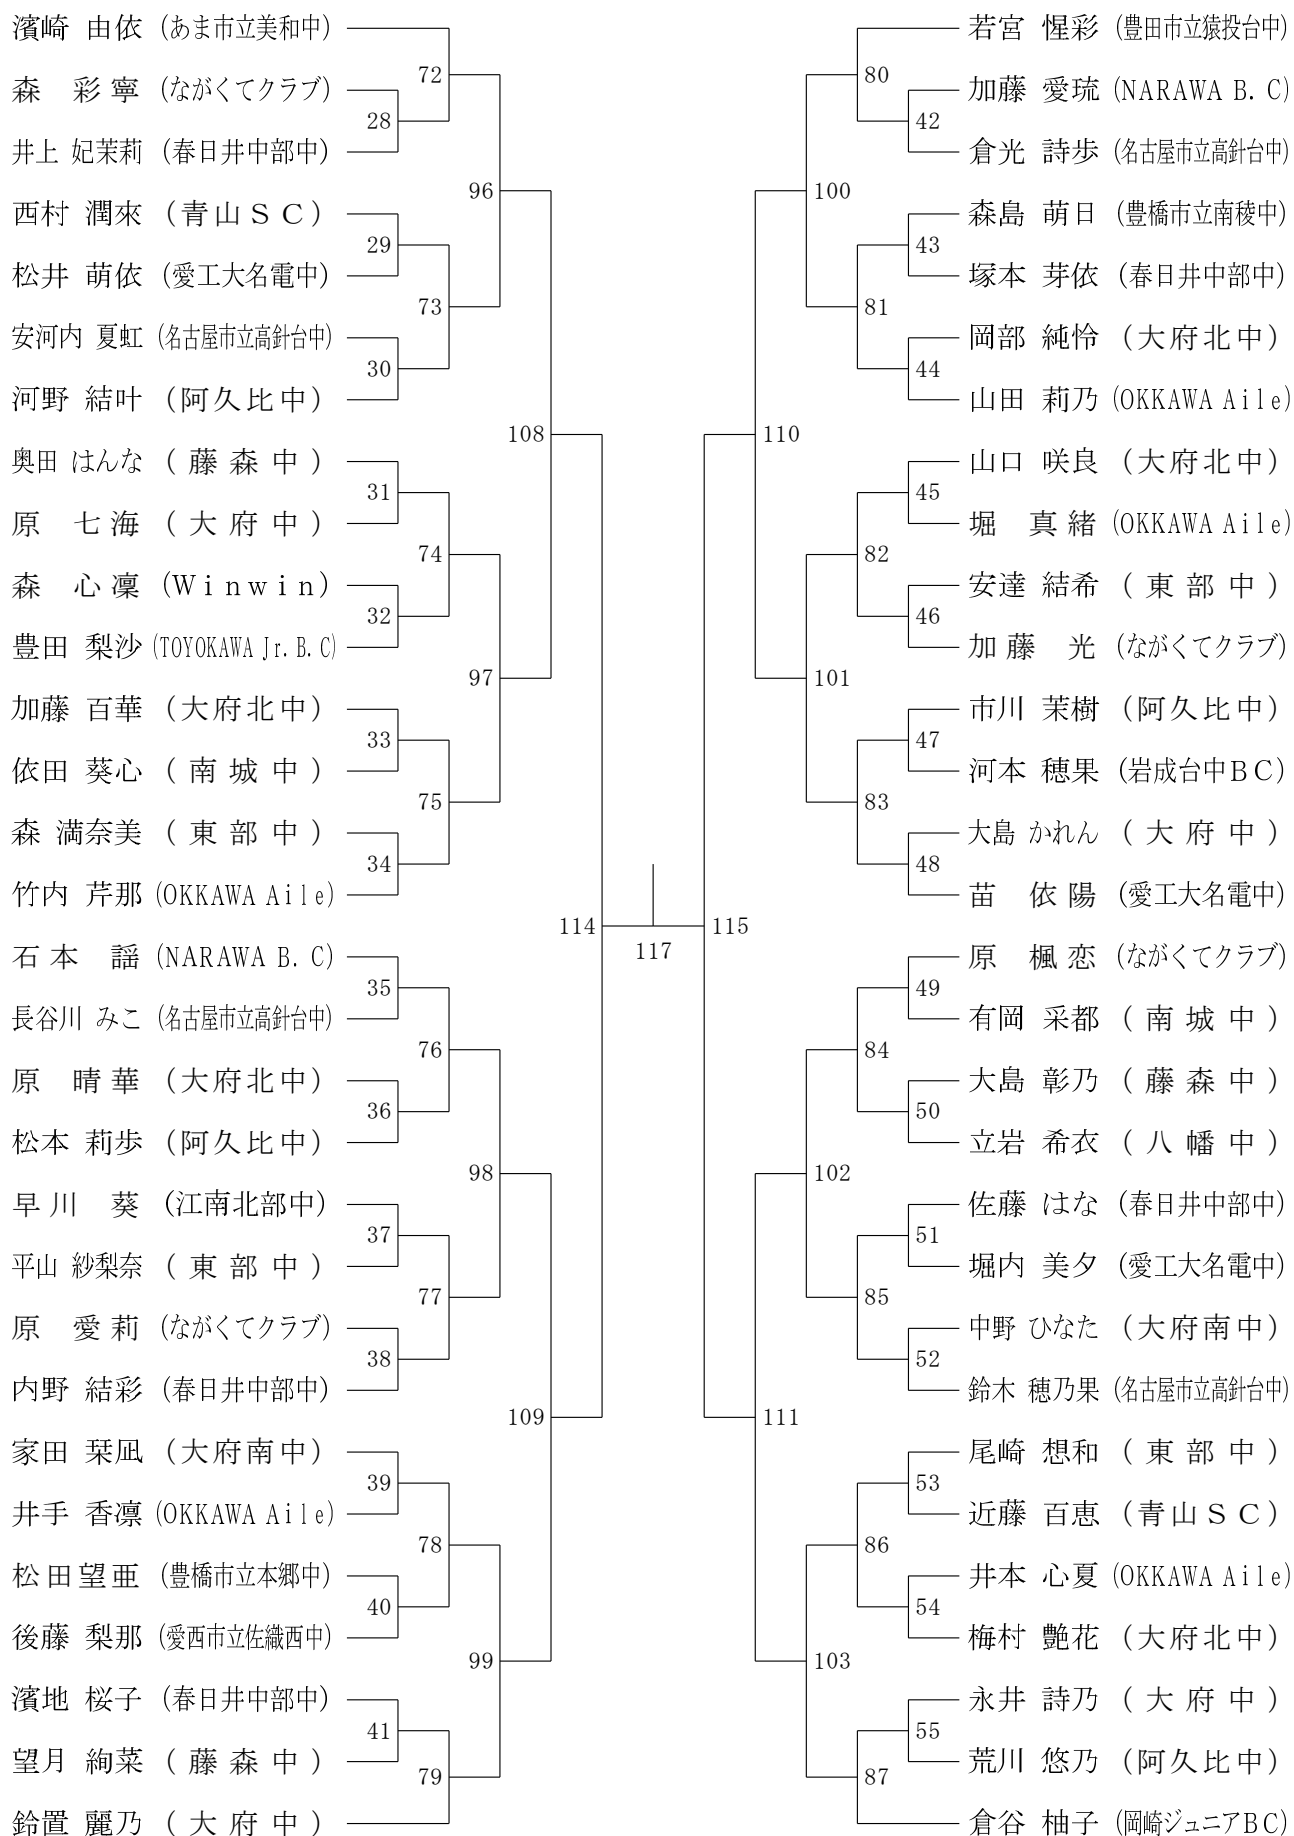 濱崎 由依 (あま市立美和中)
72
森 彩寧 (ながくてクラブ)
28
井上 妃茉莉 (春日井中部中)
96
西村 潤來 (青山ＳＣ)
29
松井 萌依 (愛工大名電中)
73
安河内 夏虹 (名古屋市立高針台中)
30
河野 結叶 (阿久比中)
108
奥田 はんな (藤森中)
31
原 七海 (大府中)
74
森 心凜 (Winwin)
32
豊田 梨沙 (TOYOKAWA Jr.B.C)
97
加藤 百華 (大府北中)
33
依田 葵心 (南城中)
75
森 満奈美 (東部中)
34
竹内 芹那 (OKKAWA Aile)
114
石本 謡 (NARAWA B.C)
35
長谷川 みこ (名古屋市立高針台中)
76
原 晴華 (大府北中)
36
松本 莉歩 (阿久比中)
98
早川 葵 (江南北部中)
37
平山 紗梨奈 (東部中)
77
原 愛莉 (ながくてクラブ)
38
内野 結彩 (春日井中部中)
109
家田 栞凪 (大府南中)
39
井手 香凛 (OKKAWA Aile)
78
松田望亜 (豊橋市立本郷中)
40
後藤 梨那 (愛西市立佐織西中)
99
濱地 桜子 (春日井中部中)
41
望月 絢菜 (藤森中)
79
鈴置 麗乃 (大府中)
117
若宮 惺彩 (豊田市立猿投台中)
80
加藤 愛琉 (NARAWA B.C)
42
倉光 詩歩 (名古屋市立高針台中)
100
森島 萌日 (豊橋市立南稜中)
43
塚本 芽依 (春日井中部中)
81
岡部 純怜 (大府北中)
44
山田 莉乃 (OKKAWA Aile)
110
山口 咲良 (大府北中)
45
堀 真緒 (OKKAWA Aile)
82
安達 結希 (東部中)
46
加藤 光 (ながくてクラブ)
101
市川 茉樹 (阿久比中)
47
河本 穂果 (岩成台中ＢＣ)
83
大島 かれん (大府中)
48
苗 依陽 (愛工大名電中)
115
原 楓恋 (ながくてクラブ)
49
有岡 采都 (南城中)
84
大島 彰乃 (藤森中)
50
立岩 希衣 (八幡中)
102
佐藤 はな (春日井中部中)
51
堀内 美夕 (愛工大名電中)
85
中野 ひなた (大府南中)
52
鈴木 穂乃果 (名古屋市立高針台中)
111
尾崎 想和 (東部中)
53
近藤 百恵 (青山ＳＣ)
86
井本 心夏 (OKKAWA Aile)
54
梅村 艶花 (大府北中)
103
永井 詩乃 (大府中)
55
荒川 悠乃 (阿久比中)
87
倉谷 柚子 (岡崎ジュニアＢＣ)